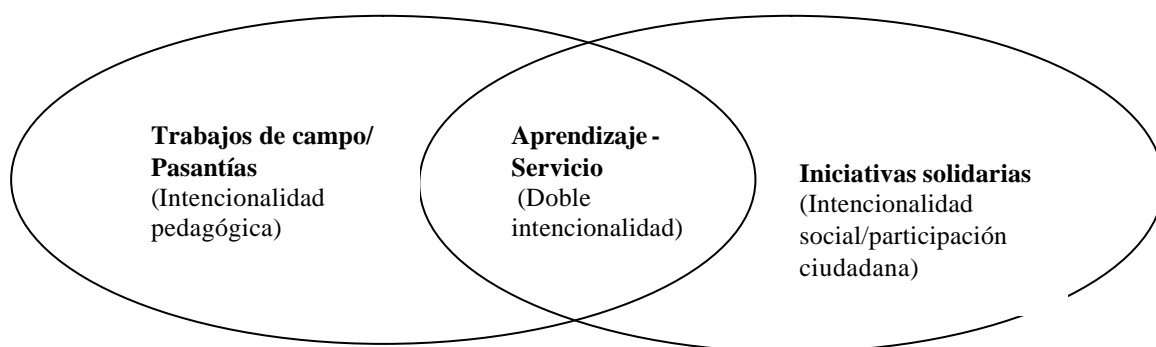 Trabajos de campo/
Pasantías
(Intencionalidad
pedagógica)
Aprendizaje -
Servicio
(Doble
intencionalidad)
Iniciativas solidarias
(Intencionalidad
social/participación
ciudadana)